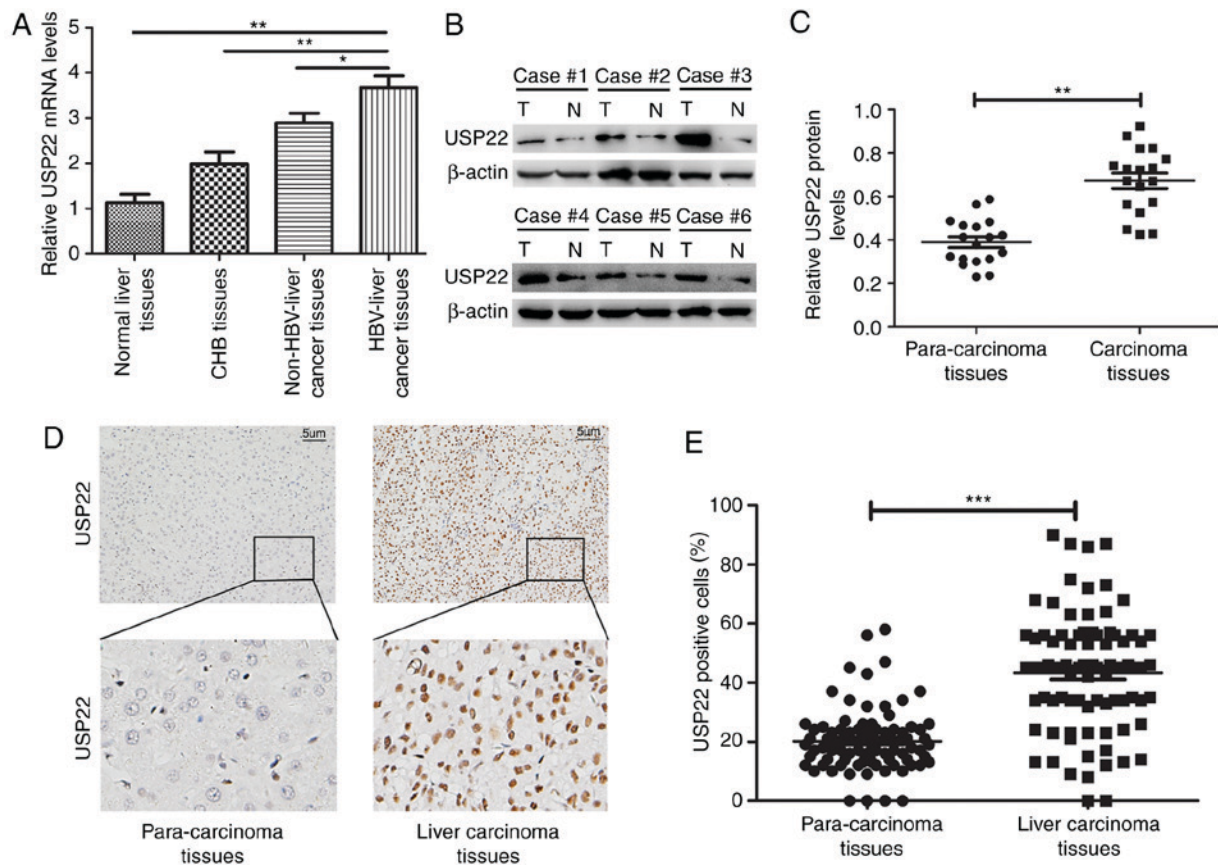 A
Relative USP22 mRNA levels
5
4
3
2
1
0
**
**
*
Normal liver
tissues
CHB tissues
Non-HBV-liver
cancer tissues
HBV-liver
cancer tissues
B
Case #1 Case #2 Case #3
T N T N T N
USP22
β-actin
Case #4 Case #5 Case #6
T N T N T N
USP22
β-actin
C
Relative USP22 protein
levels
1.0
0.8
0.6
0.4
0.2
0.0
**
Para-carcinoma
tissues
Carcinoma
tissues
D
USP22
5um
5um
USP22
Para-carcinoma
tissues
Liver carcinoma
tissues
E
USP22 positive cells (%)
100
80
60
40
20
0
***
Para-carcinoma
tissues
Liver carcinoma
tissues